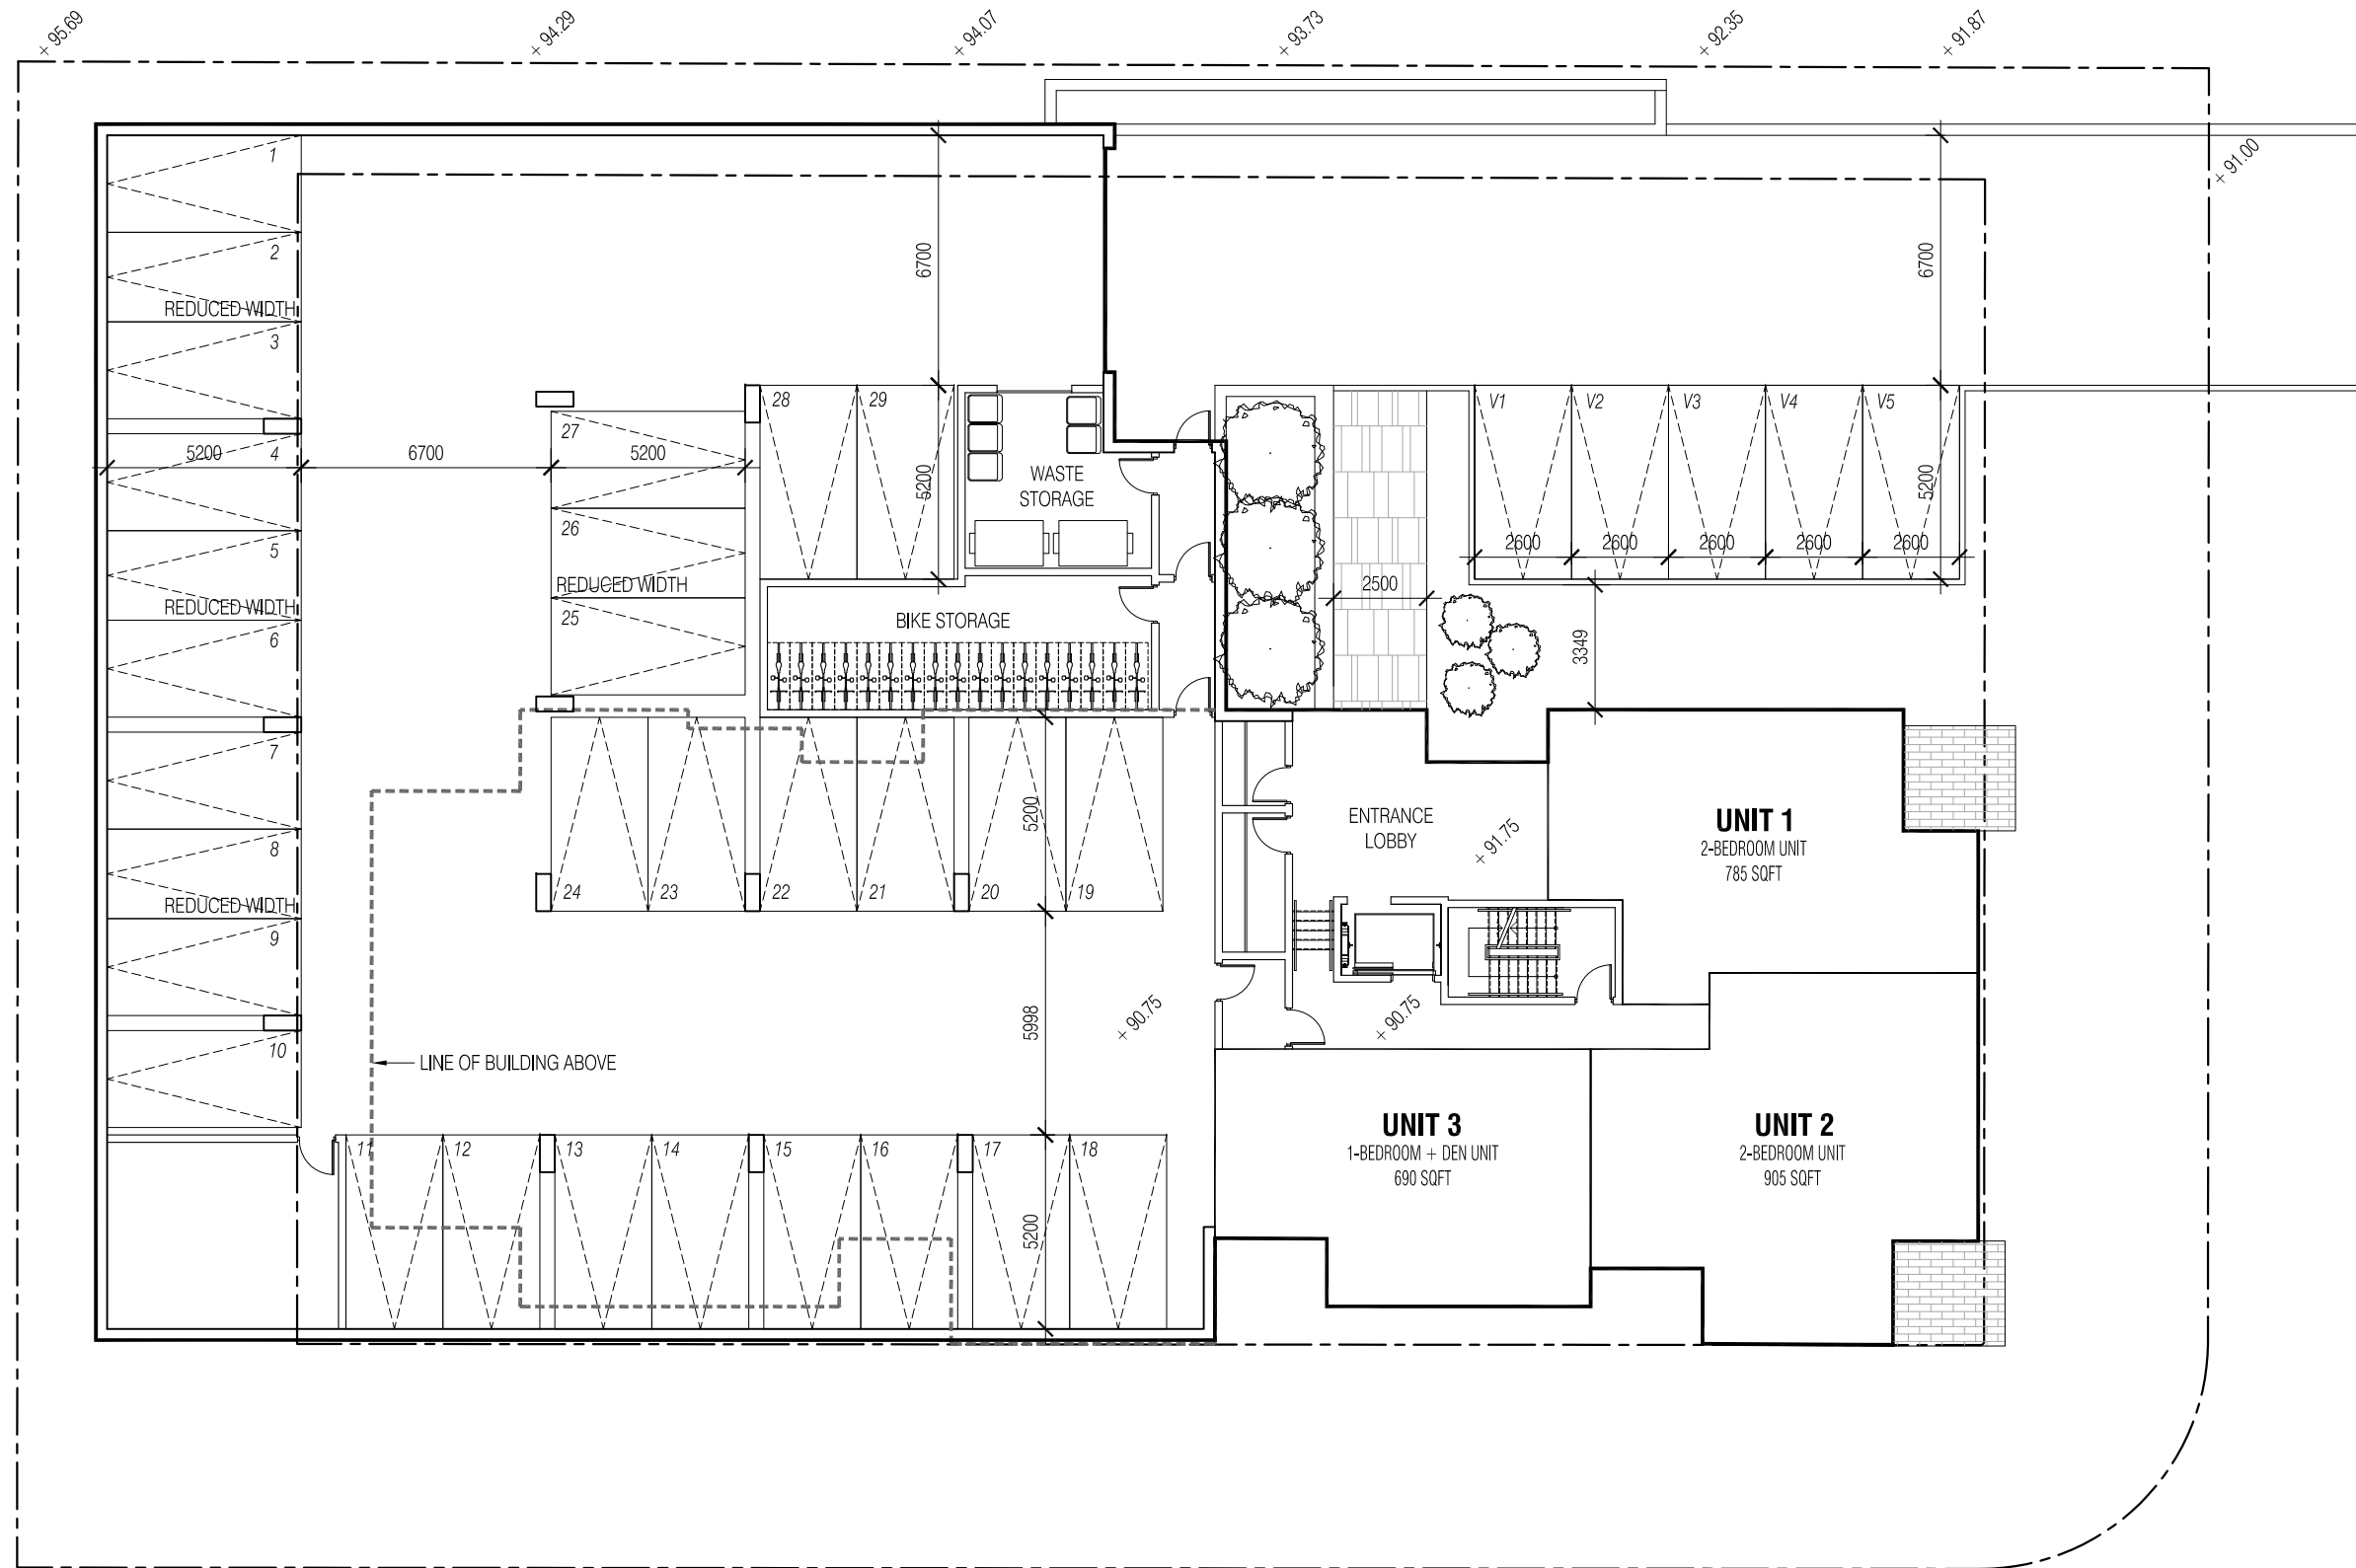 + 95.69
+ 94.29
+ 94.07
+ 93.73
+ 92.35
+ 91.87
+ 91.00
1
2
REDUCED WIDTH
3
4
5
REDUCED WIDTH
6
7
8
REDUCED WIDTH
9
10
5200
6700
5200
27
26
REDUCED WIDTH
25
28
29
6700
5200
WASTE
STORAGE
BIKE STORAGE
V1
V2
V3
V4
V5
6700
5200
2600
2600
2600
2600
2600
2500
3349
24
23
22
21
20
19
5200
5998
5200
+ 90.75
LINE OF BUILDING ABOVE
11
12
13
14
15
16
17
18
ENTRANCE
LOBBY
+ 91.75
+ 90.75
UNIT 1
2-BEDROOM UNIT
785 SQFT
UNIT 3
1-BEDROOM + DEN UNIT
690 SQFT
UNIT 2
2-BEDROOM UNIT
905 SQFT